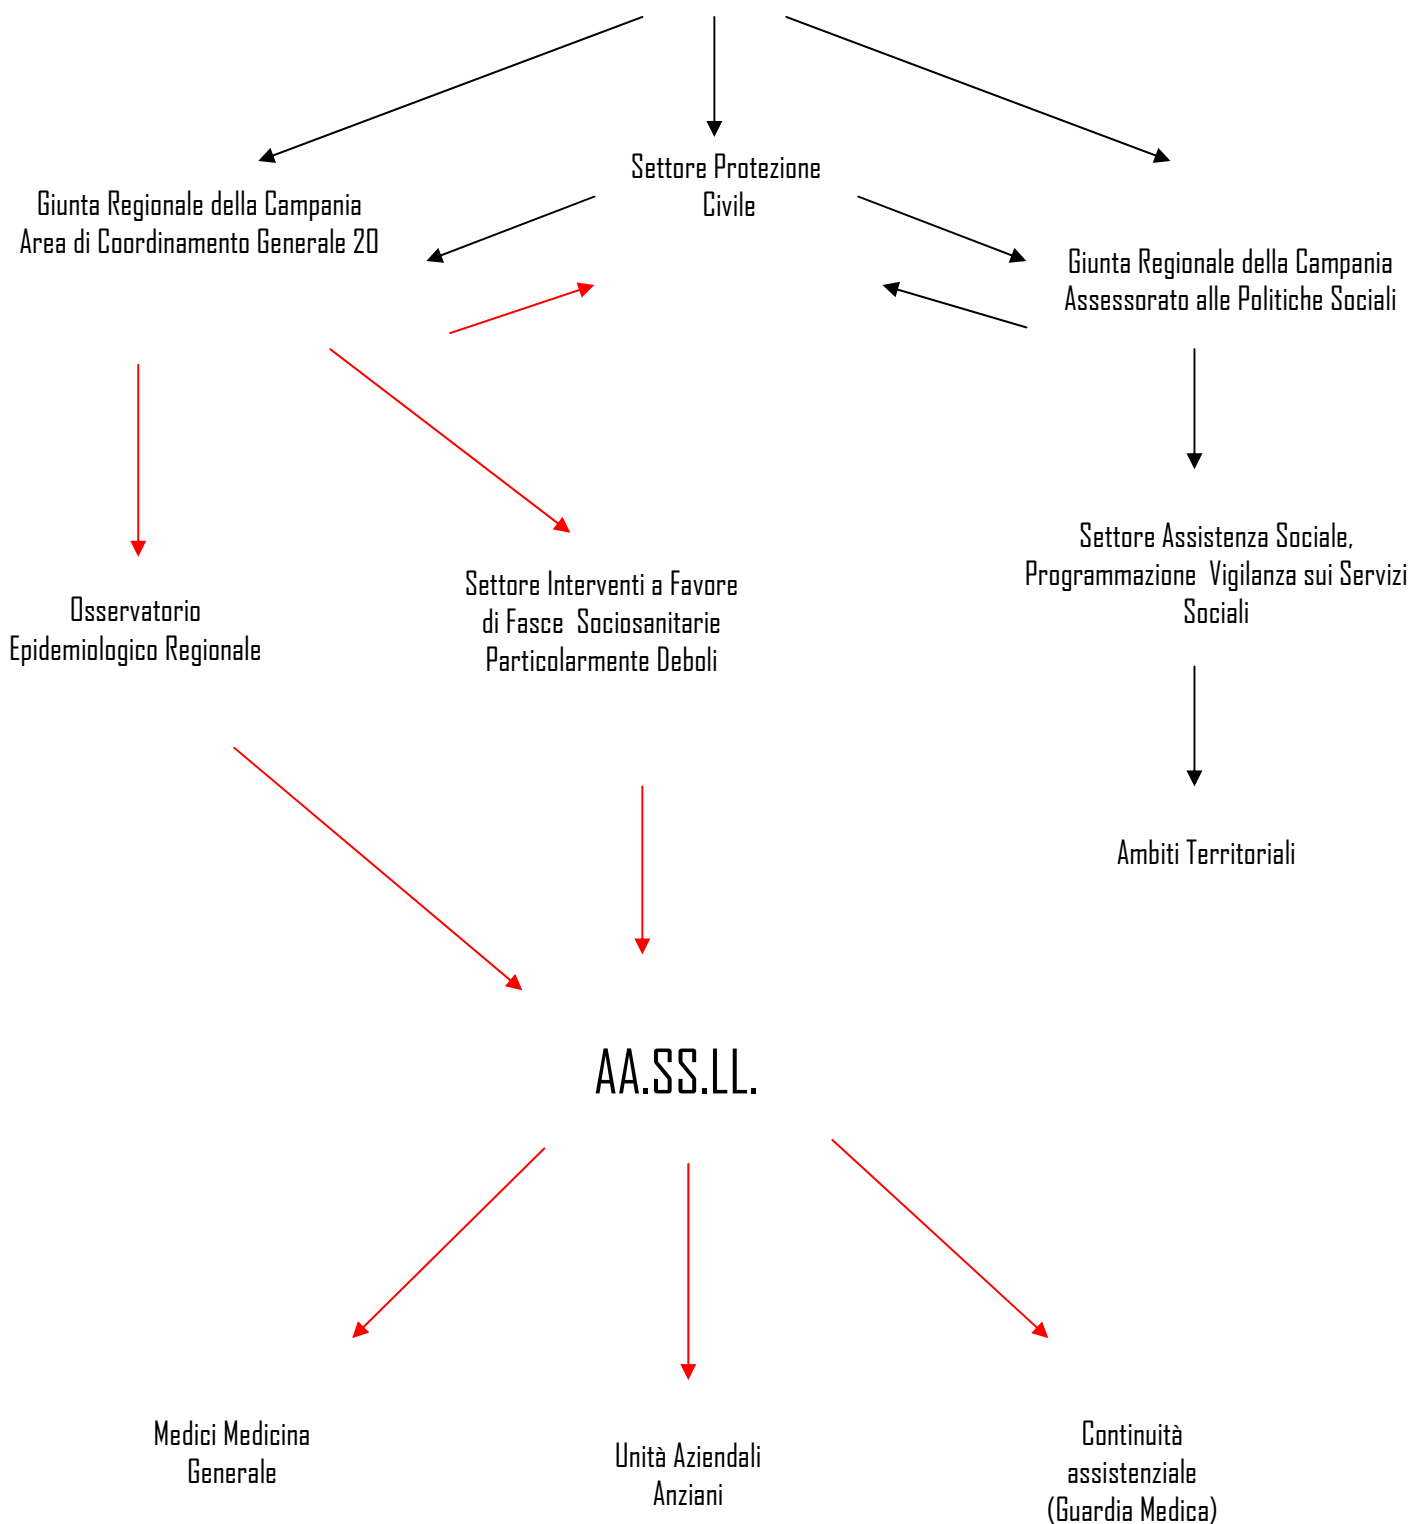 Settore Protezione
Civile
Giunta Regionale della Campania
Area di Coordinamento Generale 20
Giunta Regionale della Campania
Assessorato alle Politiche Sociali
Settore Assistenza Sociale,
Programmazione Vigilanza sui Servizi
Sociali
Settore Interventi a Favore
di Fasce Sociosanitarie
Particolarmente Deboli
Osservatorio
Epidemiologico Regionale
Ambiti Territoriali
AA.SS.LL.
Medici Medicina
Generale
Unità Aziendali
Anziani
Continuità
assistenziale
(Guardia Medica)